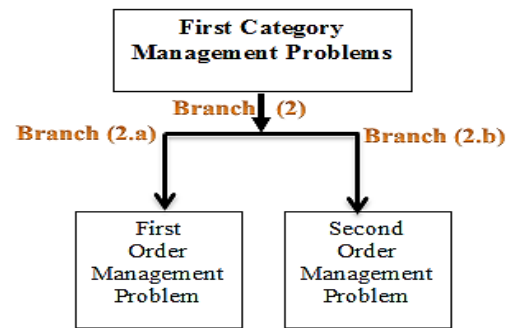 First Category
Management Problems
Branch (2)
Branch (2.a)
Branch (2.b)
First
Order
Management
Problem
Second
Order
Management
Problem